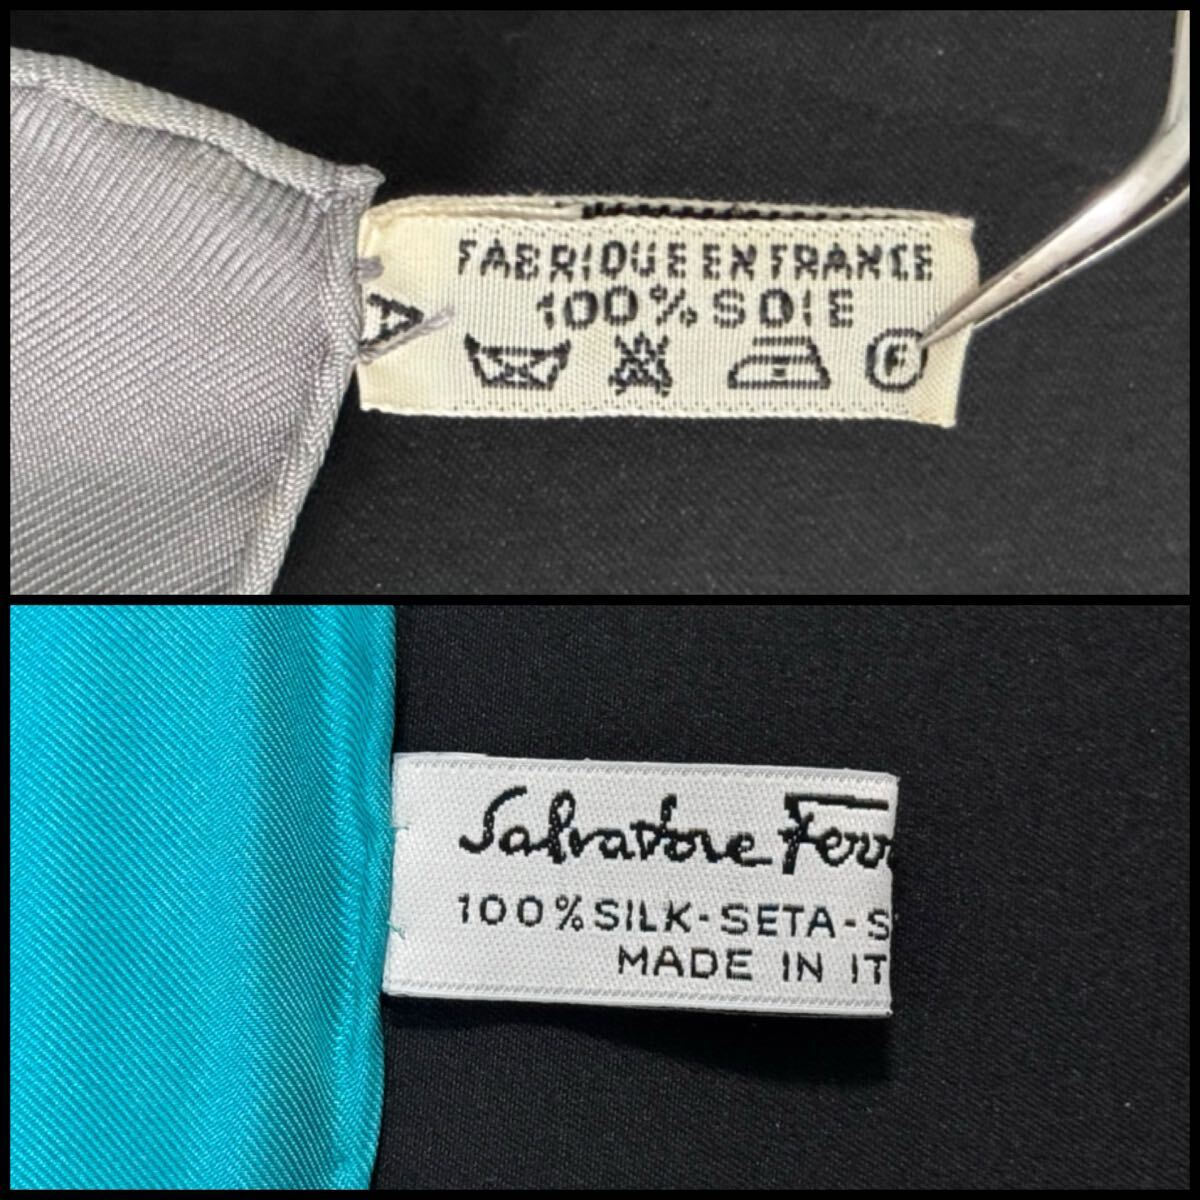 FABRIQUE EN FRANCE
100% SOIE
F
A
Salvatore Ferr
100% SILK-SETA-S
MADE IN IT